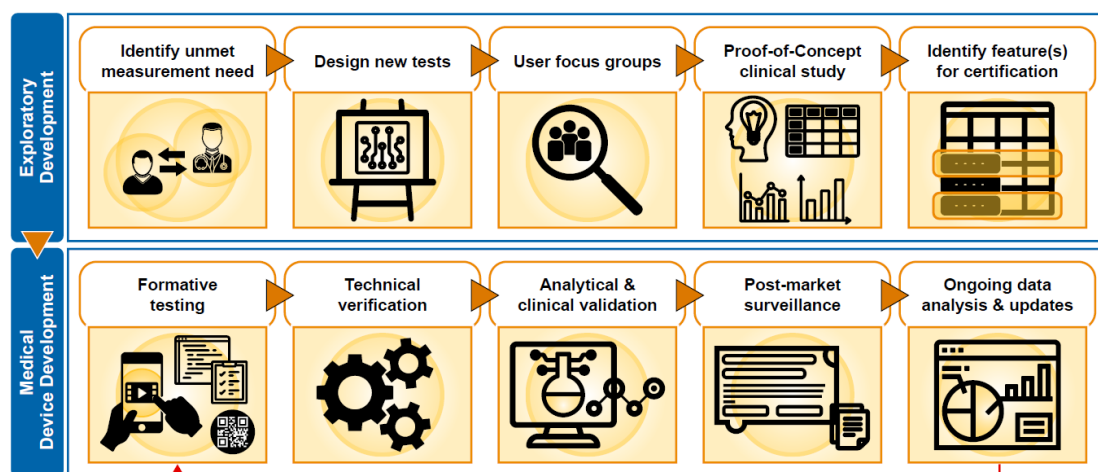 Exploratory
Development
Identify unmet
measurement need
Design new tests
User focus groups
Proof-of-Concept
clinical study
Identify feature(s)
for certification
Medical
Device Development
Formative
testing
Technical
verification
Analytical &
clinical validation
Post-market
surveillance
Ongoing data
analysis & updates